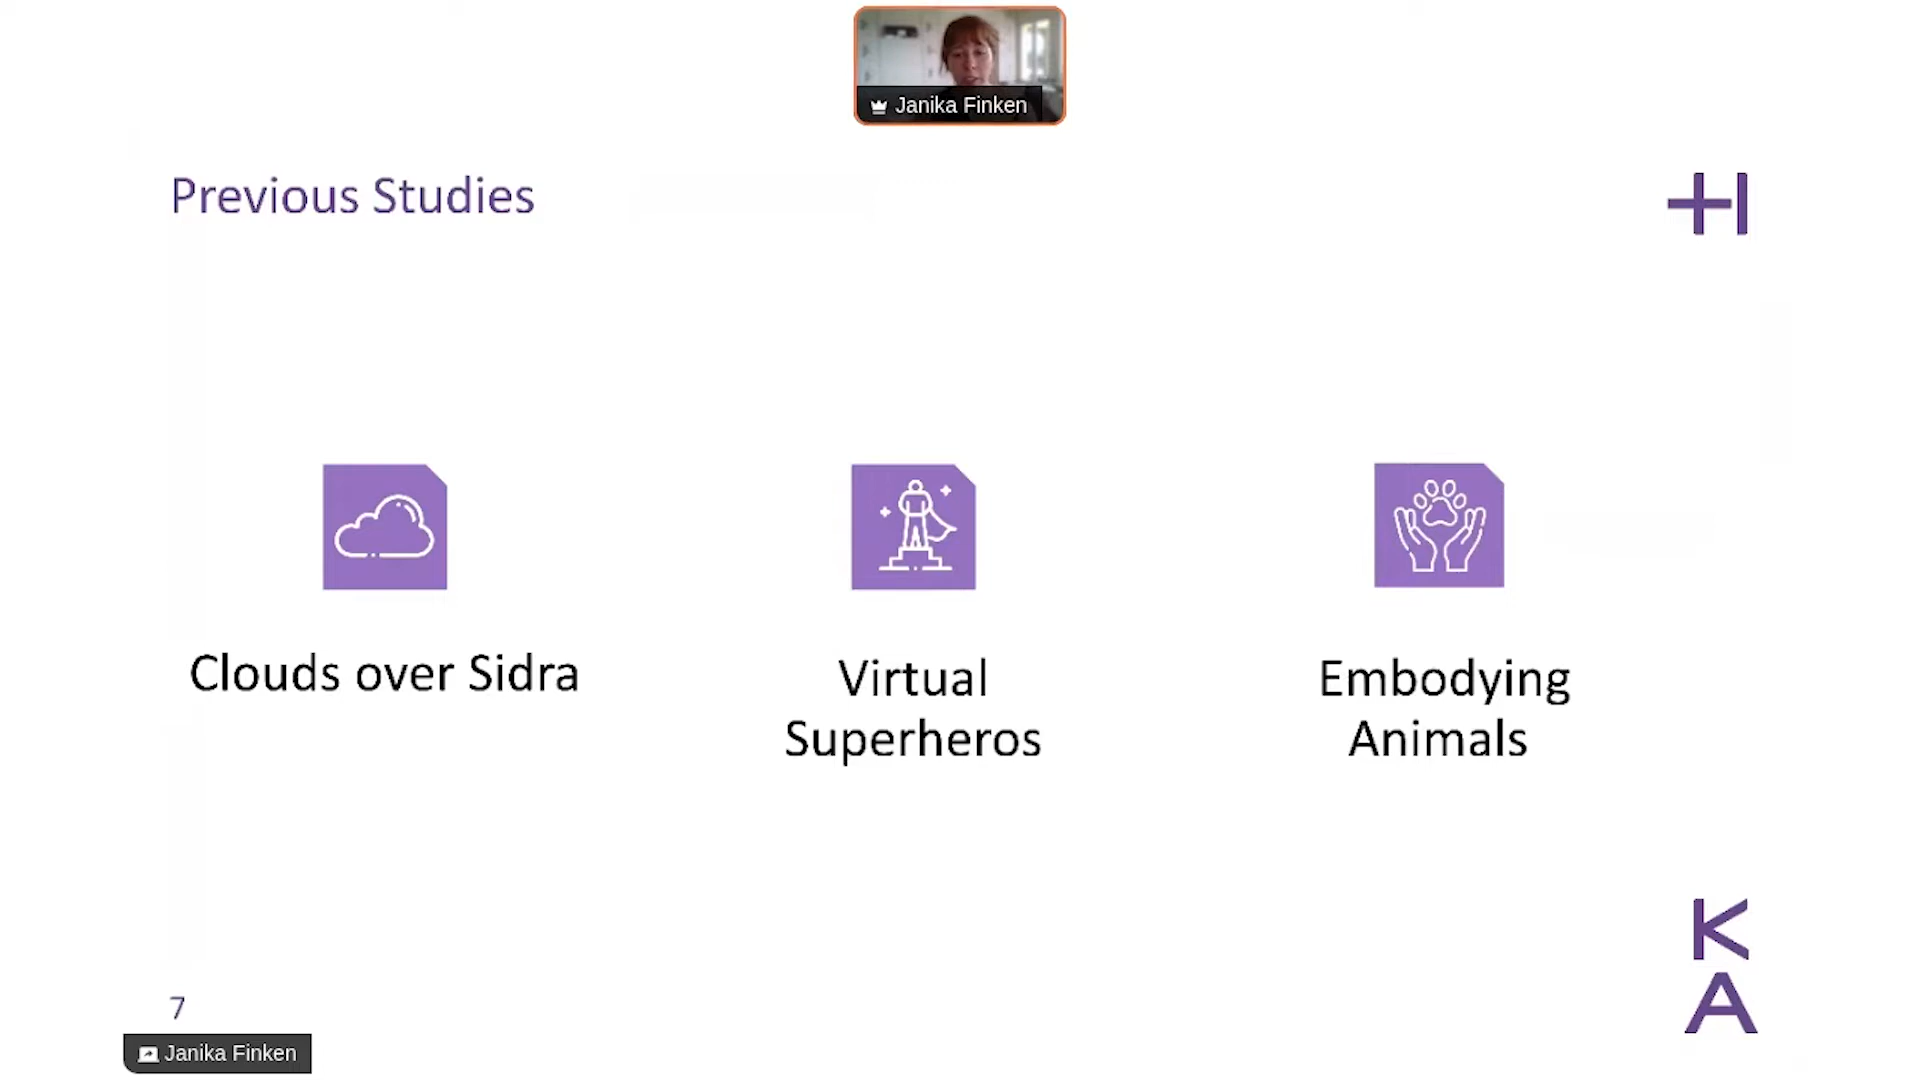 Janika Finken
Previous Studies
H
Clouds over Sidra
Virtual
Superheros
Embodying
Animals
K
A
7
Janika Finken